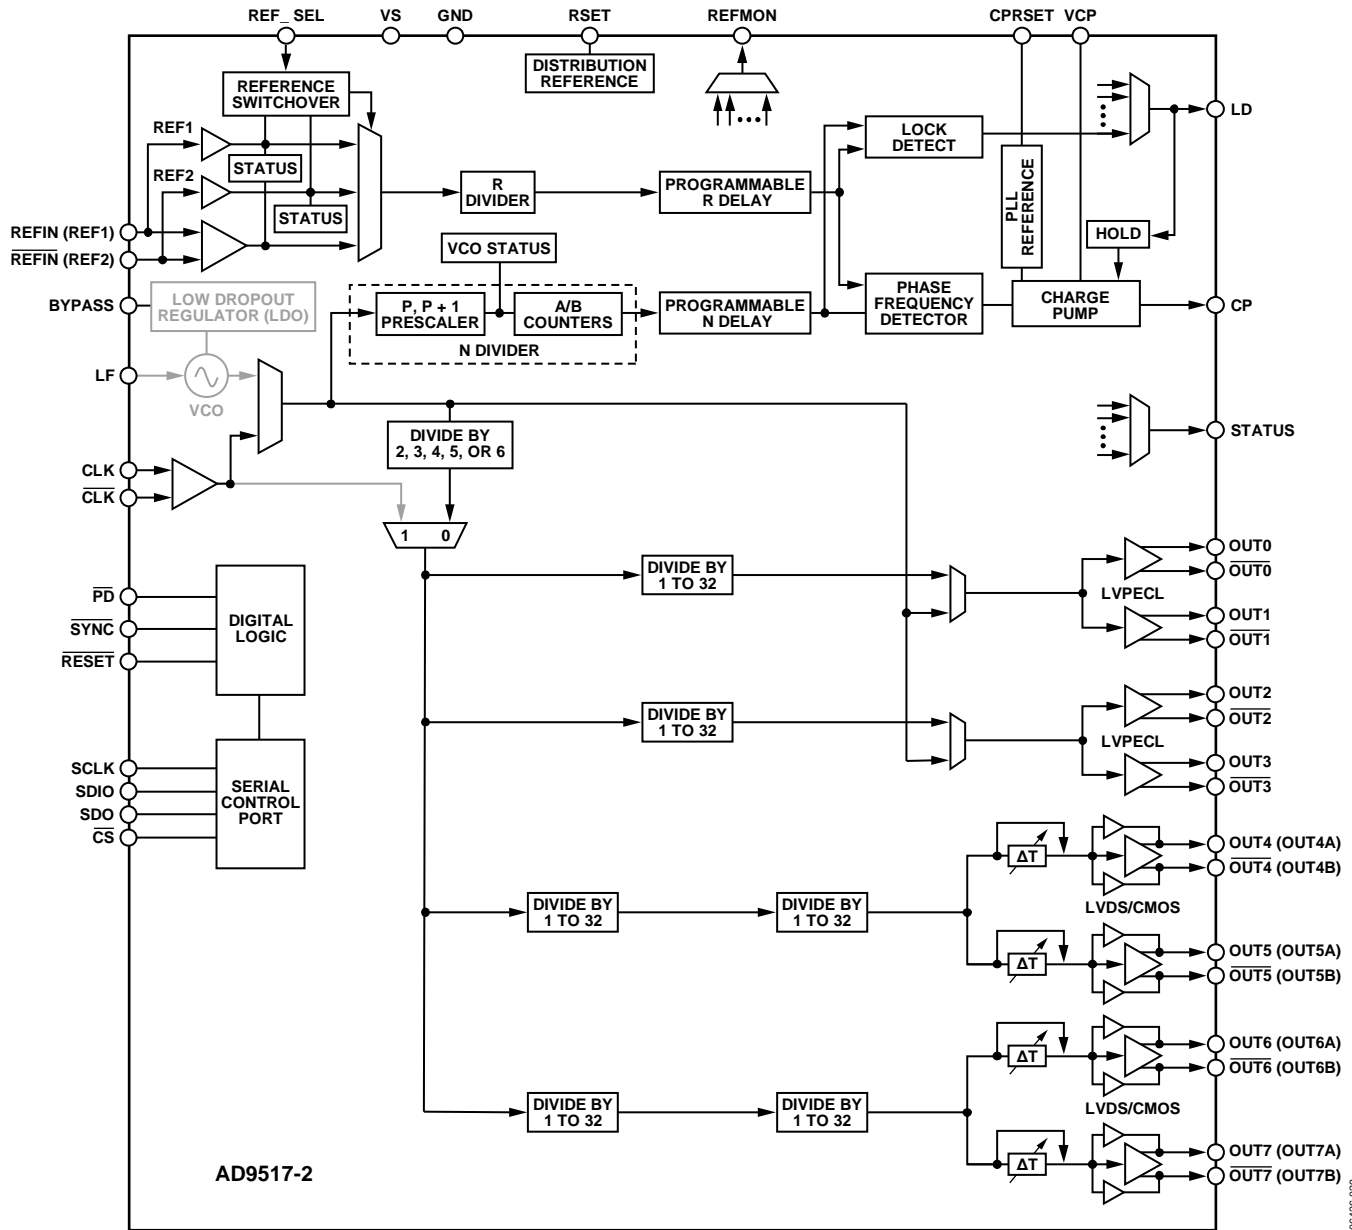 REF_ SEL
VS
GND
RSET
REFMON
CPRSET
VCP
DISTRIBUTION
REFERENCE
REFERENCE
SWITCHOVER
REF1
STATUS
REF2
STATUS
REFIN (REF1)
REFIN (REF2)
R
DIVIDER
PROGRAMMABLE
R DELAY
LOCK
DETECT
PLL
REFERENCE
LD
HOLD
VCO STATUS
BYPASS
LOW DROPOUT
REGULATOR (LDO)
P, P + 1
PRESCALER
A/B
COUNTERS
N DIVIDER
PROGRAMMABLE
N DELAY
PHASE
FREQUENCY
DETECTOR
CHARGE
PUMP
CP
LF
VCO
DIVIDE BY
2, 3, 4, 5, OR 6
STATUS
CLK
CLK
1 0
PD
SYNC
RESET
DIGITAL
LOGIC
DIVIDE BY
1 TO 32
LVPECL
OUT0
OUT0
OUT1
OUT1
DIVIDE BY
1 TO 32
LVPECL
OUT2
OUT2
OUT3
OUT3
SCLK
SDIO
SDO
CS
SERIAL
CONTROL
PORT
DIVIDE BY
1 TO 32
DIVIDE BY
1 TO 32
ΔT
ΔT
LVDS/CMOS
OUT4 (OUT4A)
OUT4 (OUT4B)
OUT5 (OUT5A)
OUT5 (OUT5B)
DIVIDE BY
1 TO 32
DIVIDE BY
1 TO 32
ΔT
ΔT
LVDS/CMOS
OUT6 (OUT6A)
OUT6 (OUT6B)
OUT7 (OUT7A)
OUT7 (OUT7B)
AD9517-2